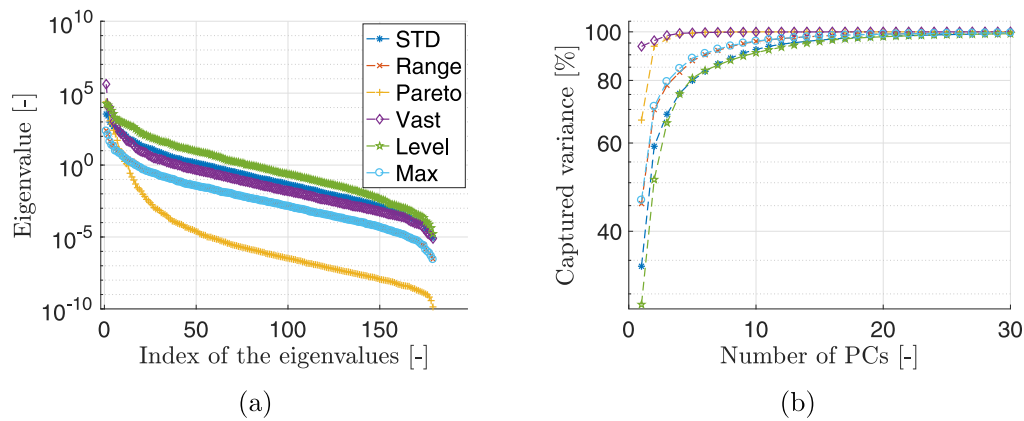 10^10
10^5
10^0
10^-5
10^-10
Eigenvalue [-]
0
50
100
150
Index of the eigenvalues [-]
STD
Range
Pareto
Vast
Level
Max
(a)
100
80
60
40
Captured variance [%]
0
10
20
30
Number of PCs [-]
(b)